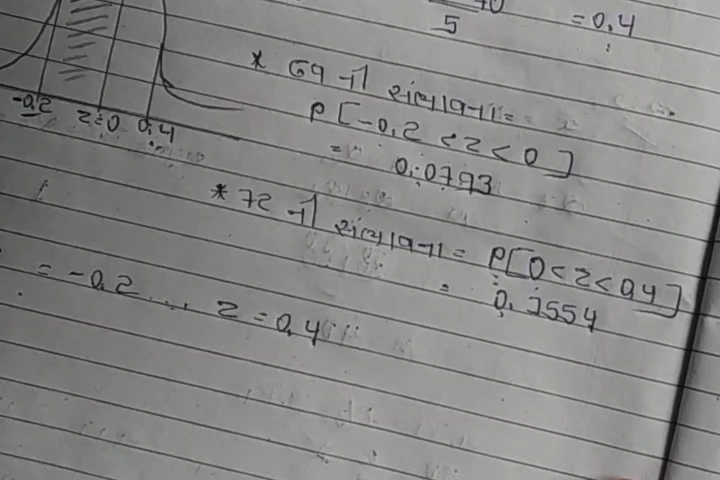 70
5
= 0.4
-0.2 z=0 0.4
* 69 ની સંભાવના =
P [-0.2 < z < 0]
= 0.0793
* 72 ની સંભાવના = P[0 < z < 0.4]
= 0.1554
= -0.2 ... z = 0.4